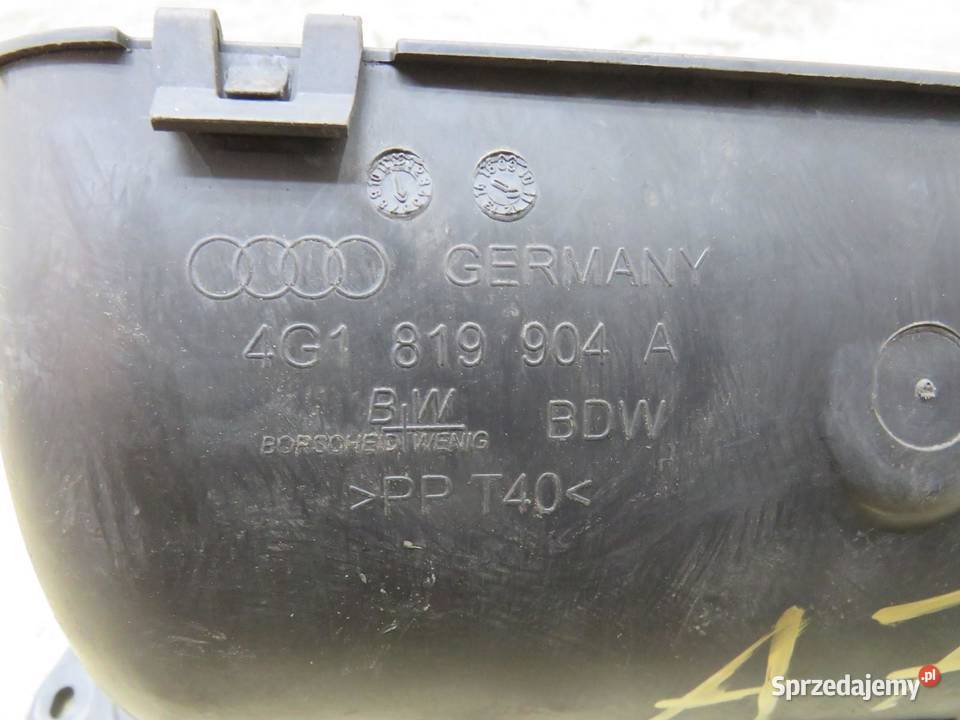 GERMANY
4G1 819 904 A
B W BDW
BORSCHEID WENIG
>PP T40<
A
Sprzedajemy.pl